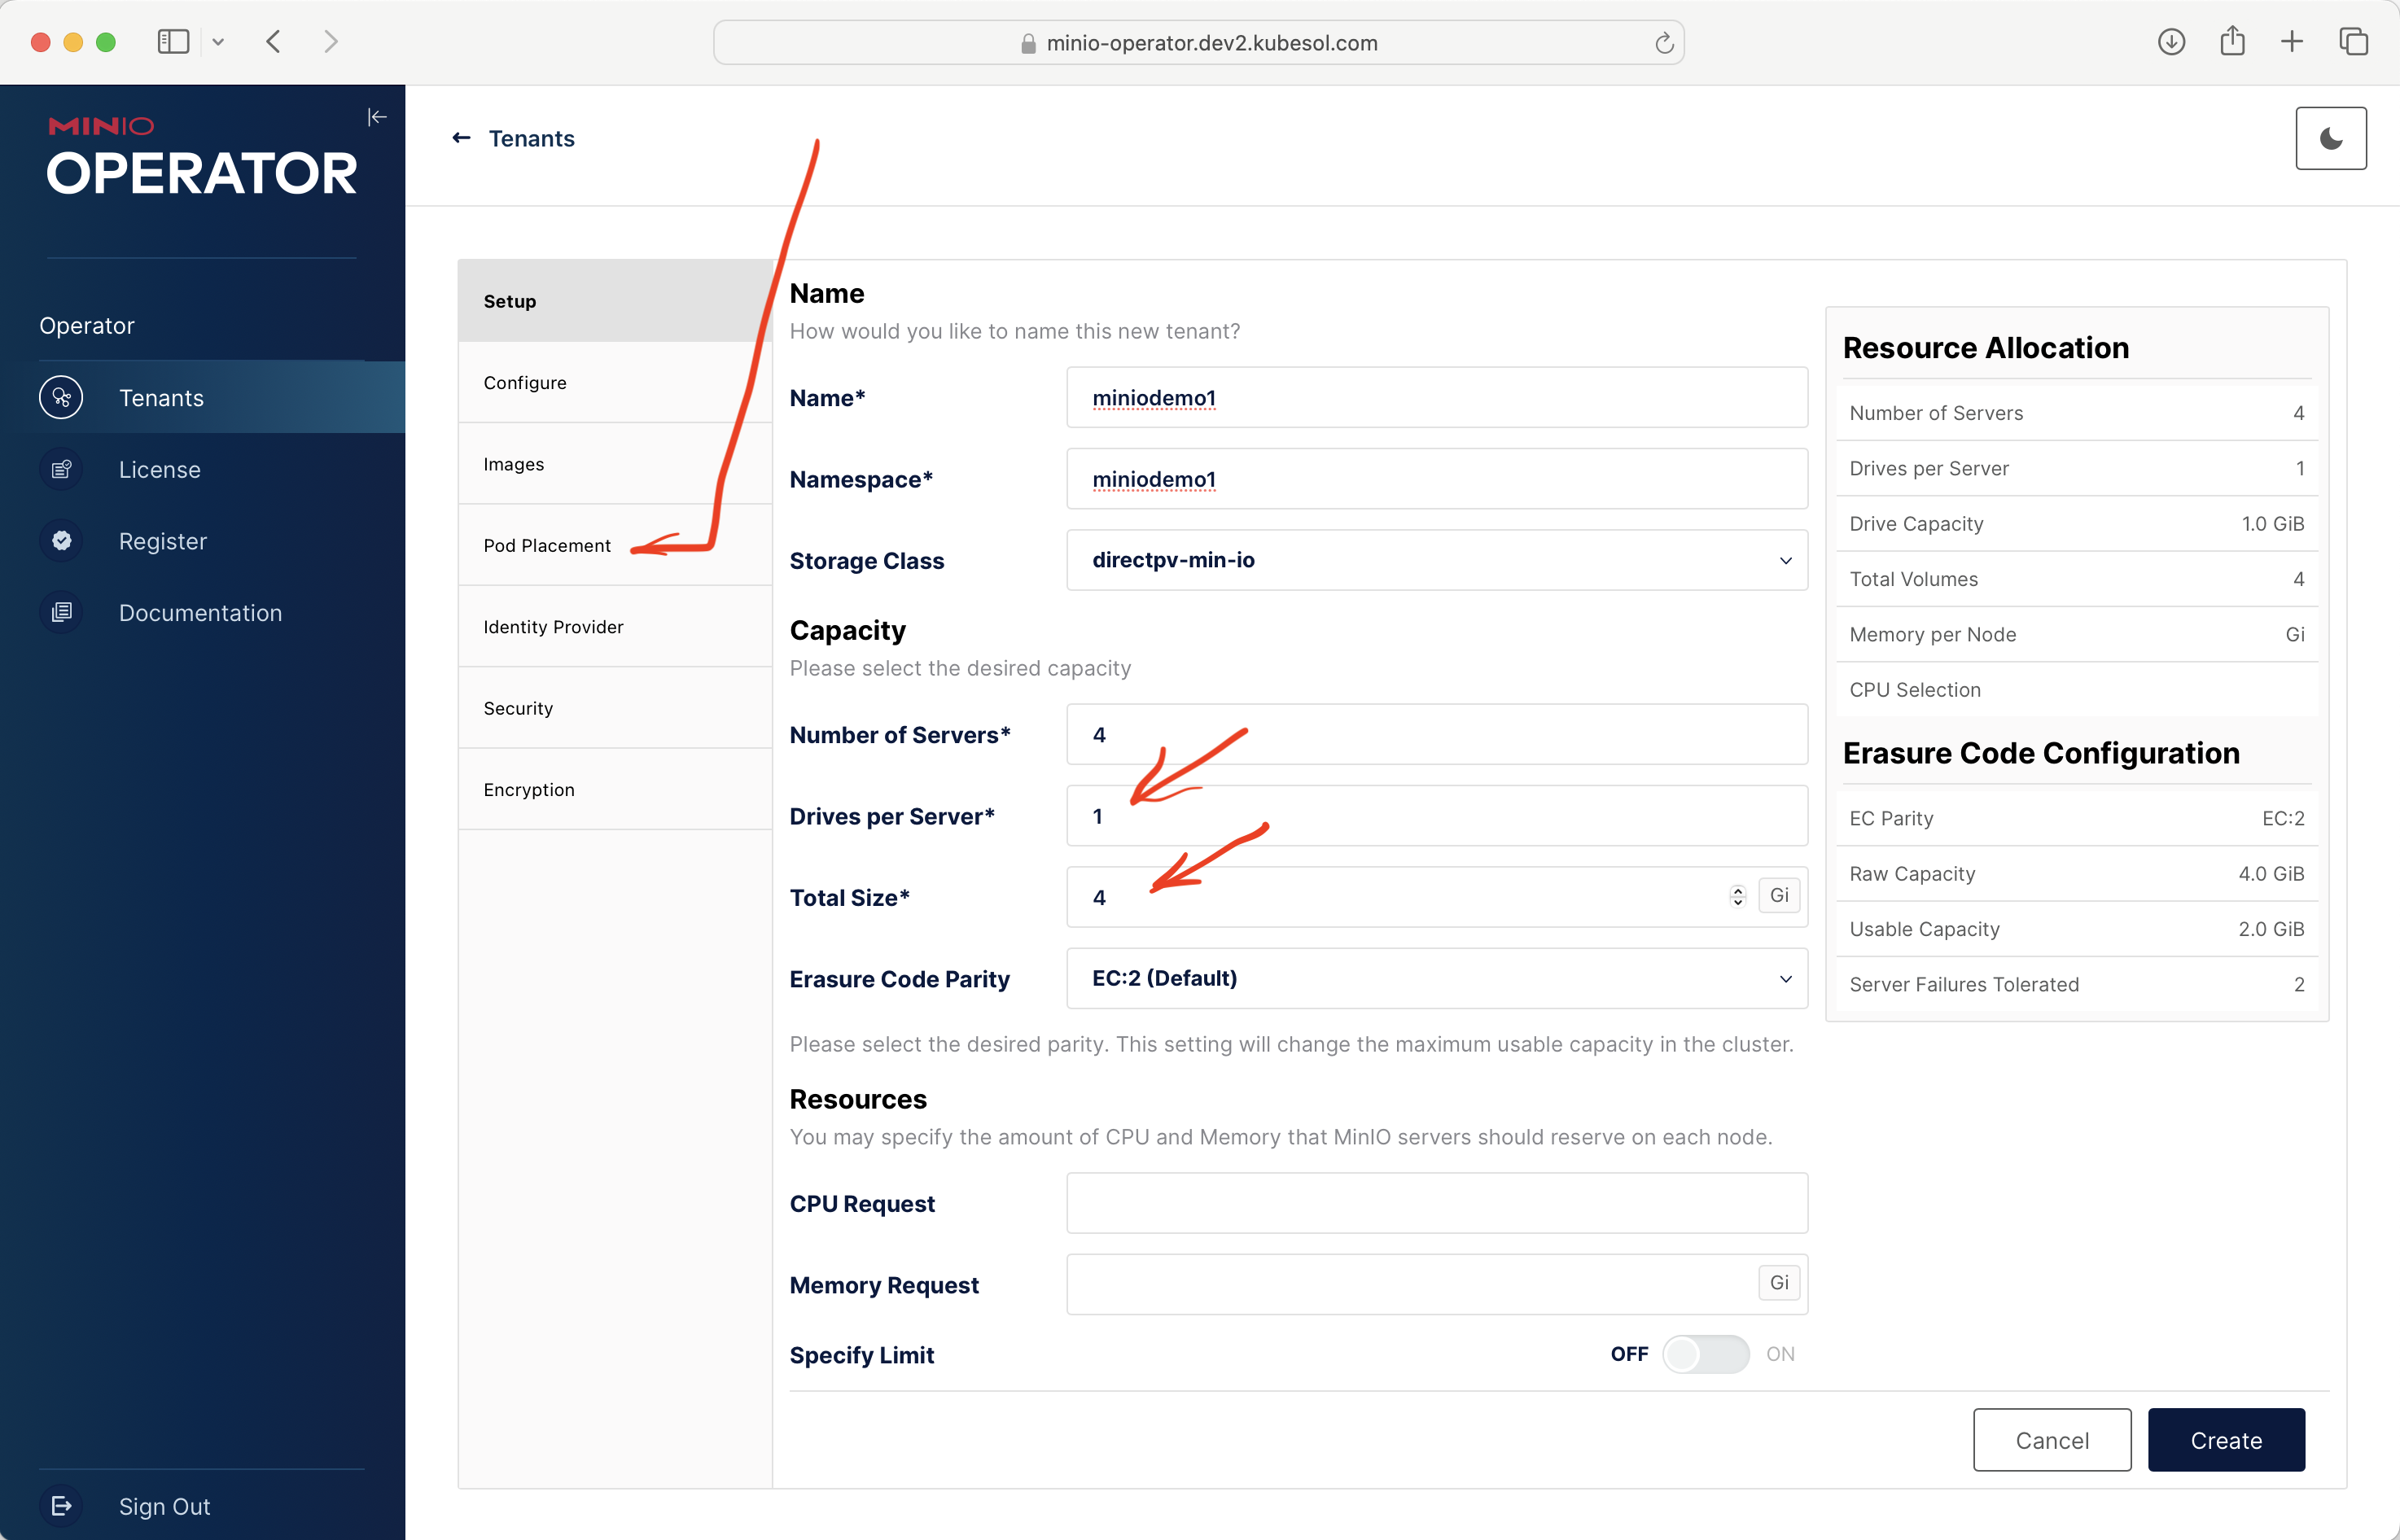 minio-operator.dev2.kubesol.com
MINIO
OPERATOR
Operator
Tenants
License
Register
Documentation
Sign Out
Tenants
Setup
Configure
Images
Pod Placement
Identity Provider
Security
Encryption
Name
How would you like to name this new tenant?
Name* miniodemo1
Namespace* miniodemo1
Storage Class directpv-min-io
Capacity
Please select the desired capacity
Number of Servers* 4
Drives per Server* 1
Total Size* 4 Gi
Erasure Code Parity EC:2 (Default)
Please select the desired parity. This setting will change the maximum usable capacity in the cluster.
Resources
You may specify the amount of CPU and Memory that MinIO servers should reserve on each node.
CPU Request
Memory Request Gi
Specify Limit OFF ON
Cancel Create
Resource Allocation
Number of Servers 4
Drives per Server 1
Drive Capacity 1.0 GiB
Total Volumes 4
Memory per Node Gi
CPU Selection
Erasure Code Configuration
EC Parity EC:2
Raw Capacity 4.0 GiB
Usable Capacity 2.0 GiB
Server Failures Tolerated 2